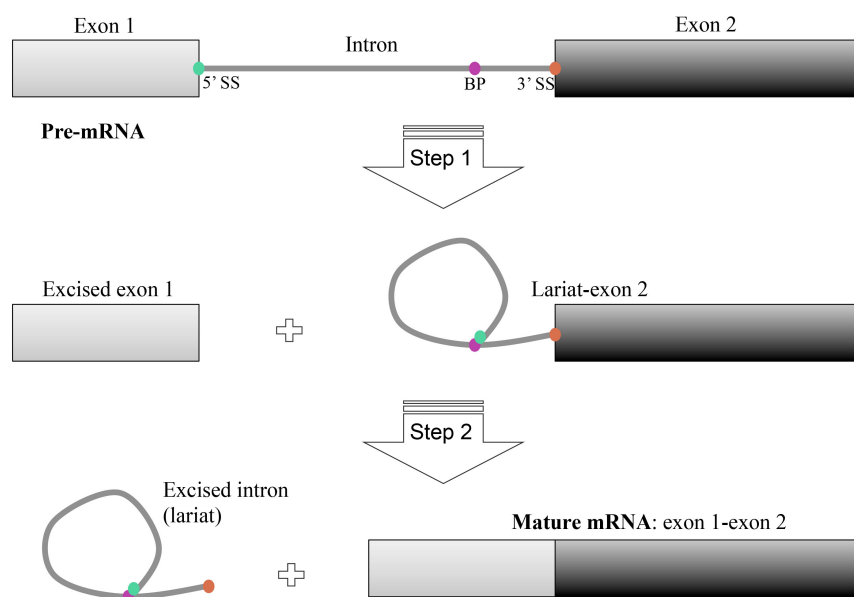 Exon 1
Intron
Exon 2
5’ SS
BP
3’ SS
Pre-mRNA
Step 1
Excised exon 1
Lariat-exon 2
Step 2
Excised intron
(lariat)
Mature mRNA: exon 1-exon 2